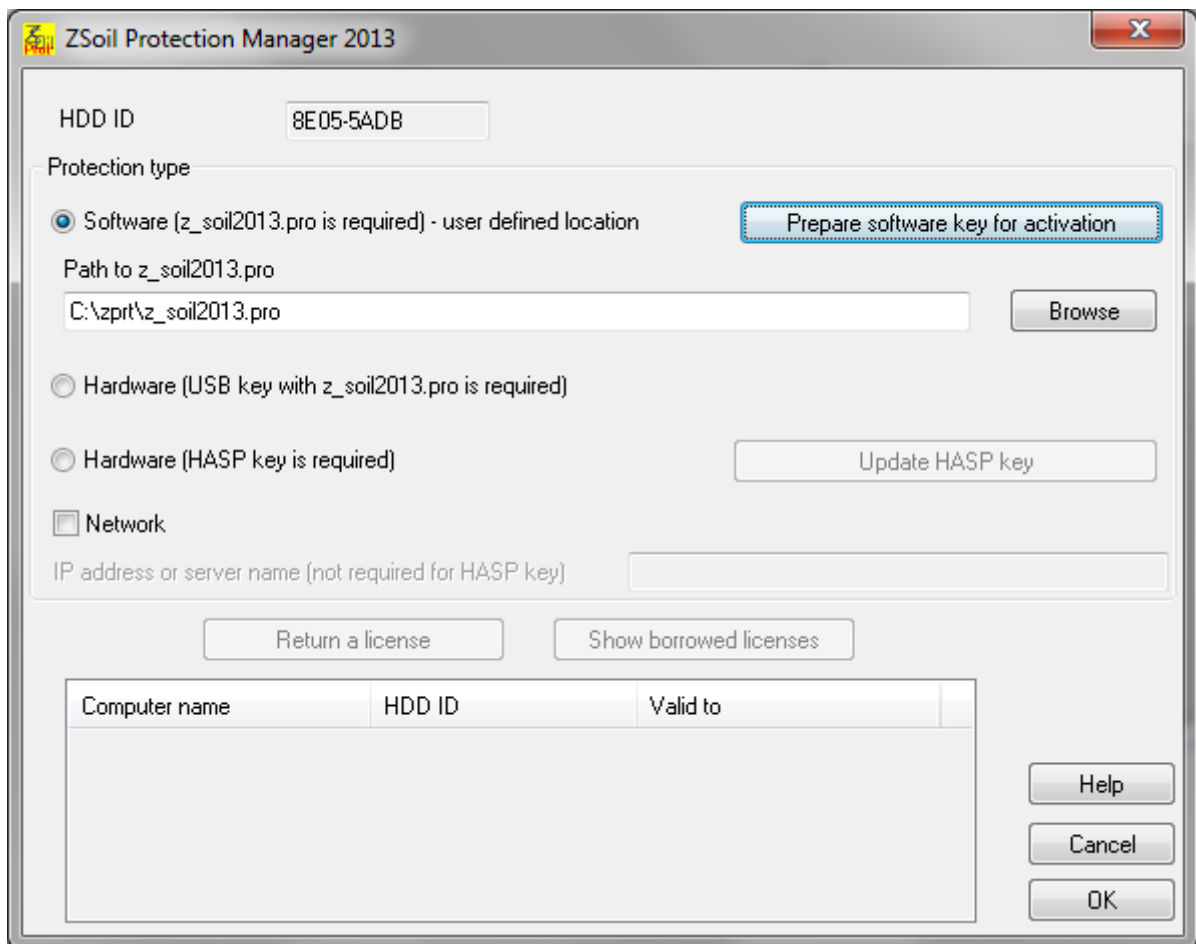 ZSoil Protection Manager 2013
HDD ID 8E05-5ADB
Protection type
Software (z_soil2013.pro is required) - user defined location Prepare software key for activation
Path to z_soil2013.pro
C:\zprt\z_soil2013.pro Browse
Hardware (USB key with z_soil2013.pro is required)
Hardware (HASP key is required) Update HASP key
Network
IP address or server name (not required for HASP key)
Return a license Show borrowed licenses
Computer name HDD ID Valid to
Help
Cancel
OK